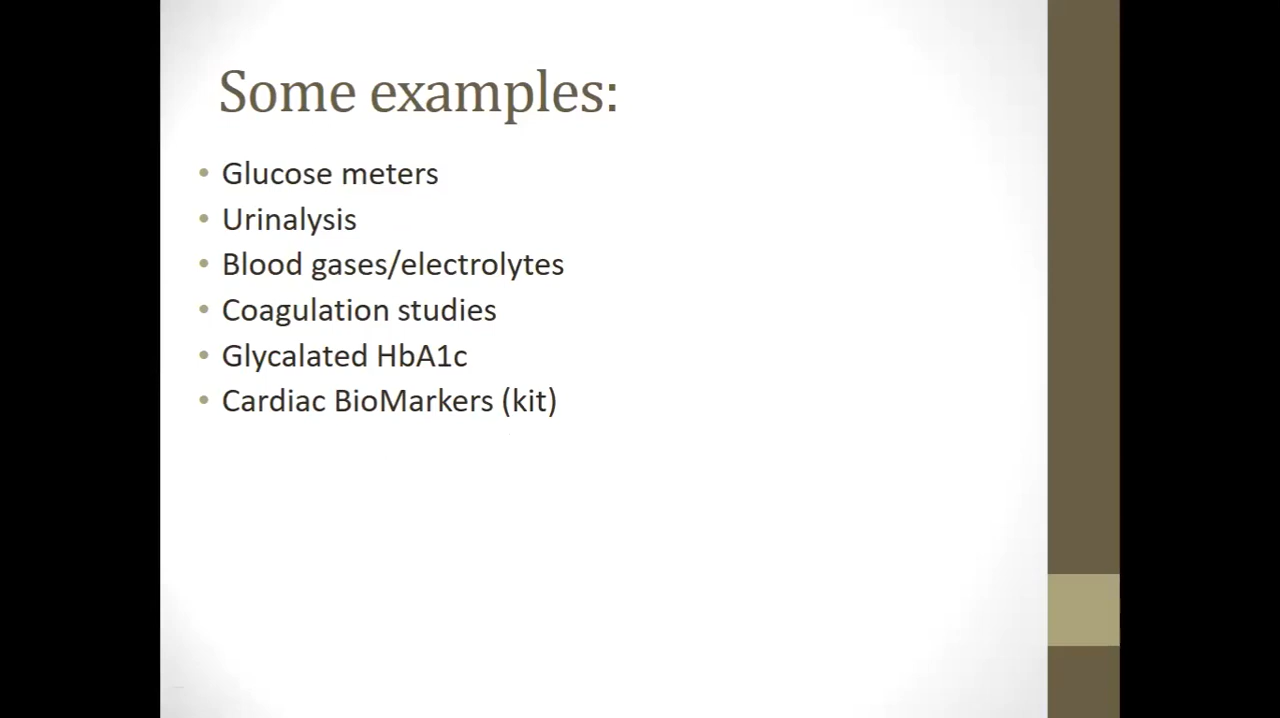 Some examples:
• Glucose meters
• Urinalysis
• Blood gases/electrolytes
• Coagulation studies
• Glycalated HbA1c
• Cardiac BioMarkers (kit)